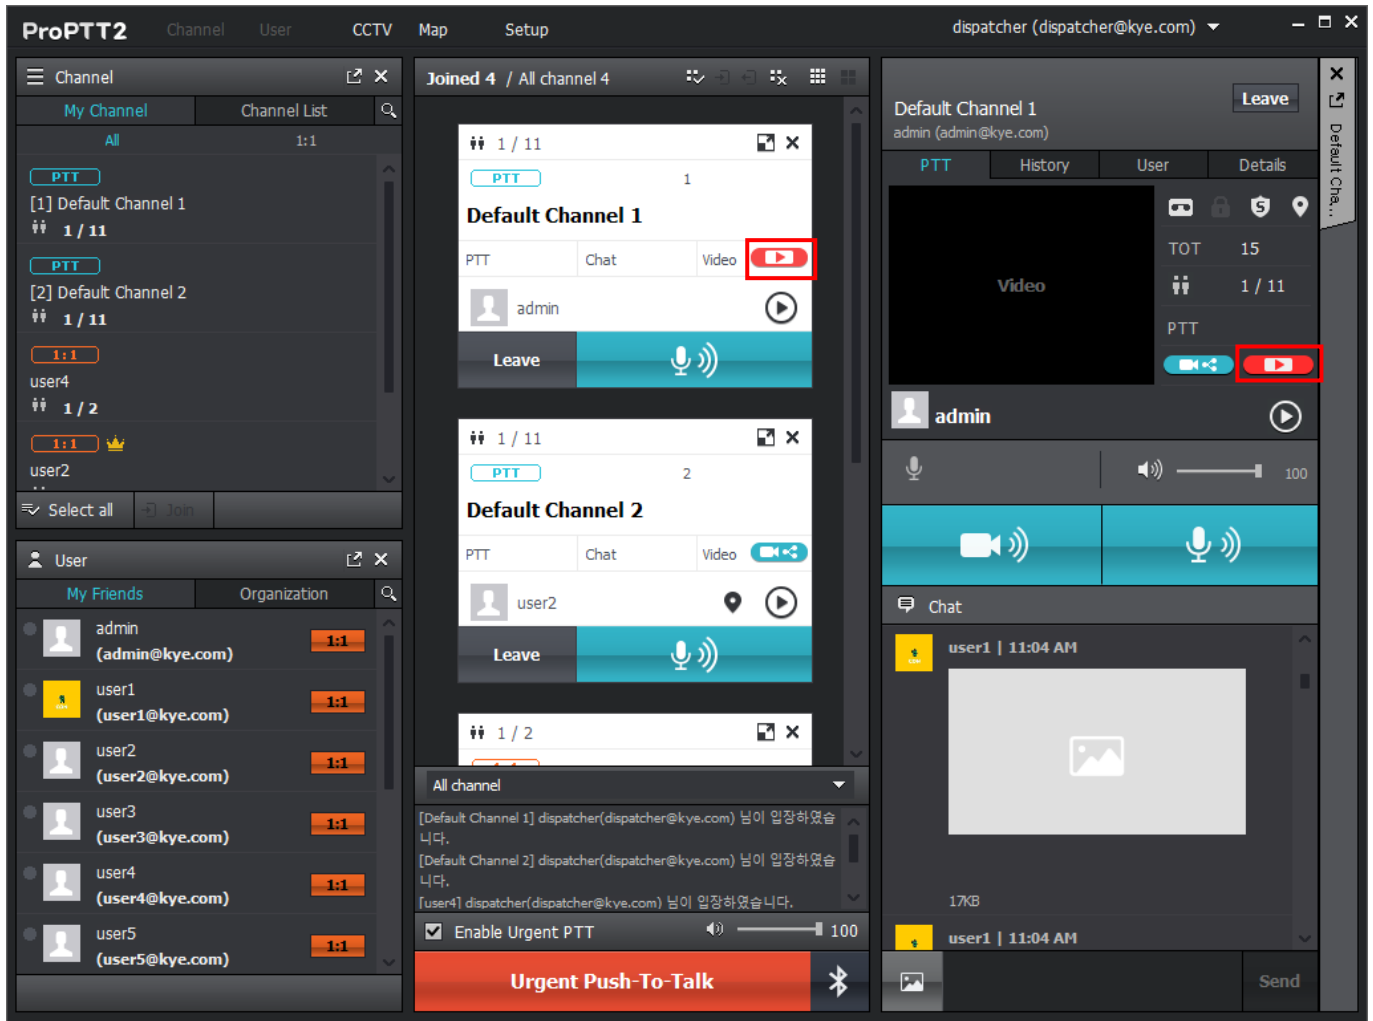 ProPTT2 Channel User CCTV Map Setup dispatcher (dispatcher@kye.com)
Channel
My Channel Channel List
All 1:1
PTT
[1] Default Channel 1
1 / 11
PTT
[2] Default Channel 2
1 / 11
1:1
user4
1 / 2
1:1
user2
Select all Join
User
My Friends Organization
admin
(admin@kye.com)
1:1
user1
(user1@kye.com)
1:1
user2
(user2@kye.com)
1:1
user3
(user3@kye.com)
1:1
user4
(user4@kye.com)
1:1
user5
(user5@kye.com)
1:1
Joined 4 / All channel 4
1 / 11
PTT 1
Default Channel 1
PTT Chat Video
admin
Leave
1 / 11
PTT 2
Default Channel 2
PTT Chat Video
user2
Leave
1 / 2
All channel
[Default Channel 1] dispatcher(dispatcher@kye.com) 님이 입장하였습
니다.
[Default Channel 2] dispatcher(dispatcher@kye.com) 님이 입장하였습
니다.
[user4] dispatcher(dispatcher@kye.com) 님이 입장하였습니다.
Enable Urgent PTT 100
Urgent Push-To-Talk
Default Channel 1
admin (admin@kye.com)
Leave
PTT History User Details
Video
TOT 15
1 / 11
PTT
admin
100
Chat
user1 | 11:04 AM
17KB
user1 | 11:04 AM
Send
Default Cha...